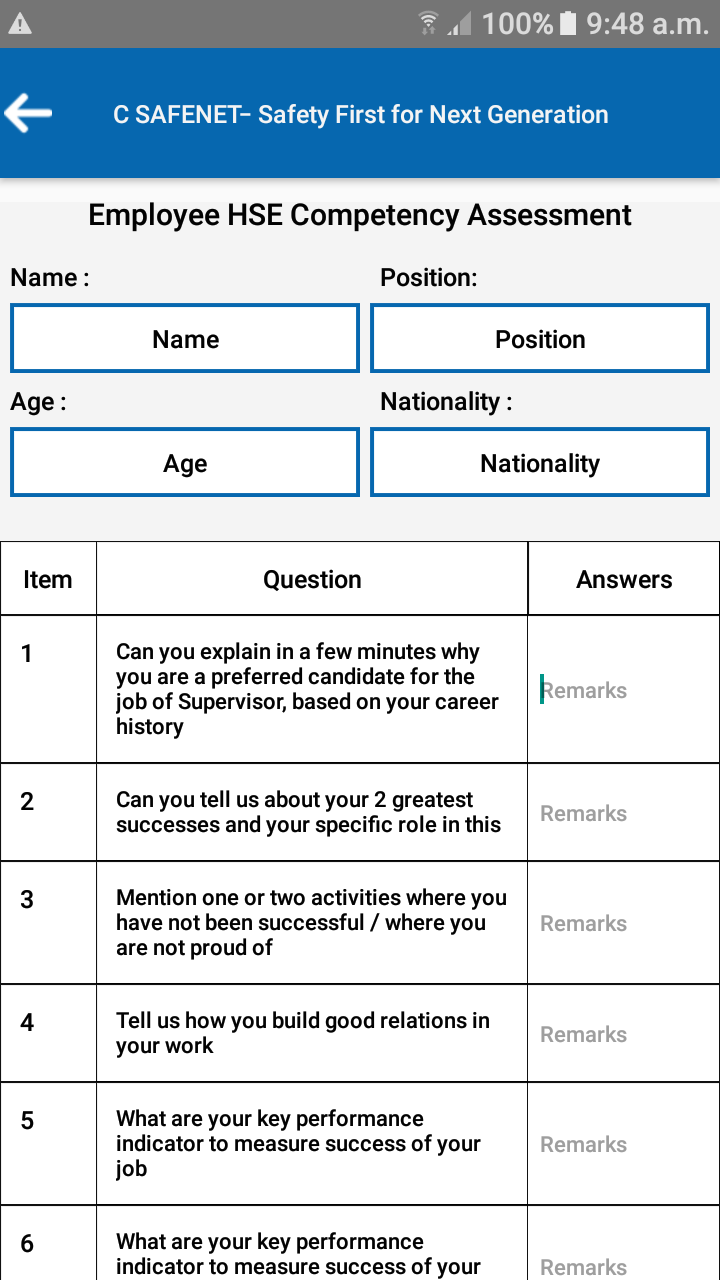 100% 9:48 a.m.
C SAFENET– Safety First for Next Generation
Employee HSE Competency Assessment
Name : Position:
Name Position
Age : Nationality :
Age Nationality
Item Question Answers
1 Can you explain in a few minutes why
you are a preferred candidate for the
job of Supervisor, based on your career
history
Remarks
2 Can you tell us about your 2 greatest
successes and your specific role in this
Remarks
3 Mention one or two activities where you
have not been successful / where you
are not proud of
Remarks
4 Tell us how you build good relations in
your work
Remarks
5 What are your key performance
indicator to measure success of your
job
Remarks
6 What are your key performance
indicator to measure success of your
Remarks